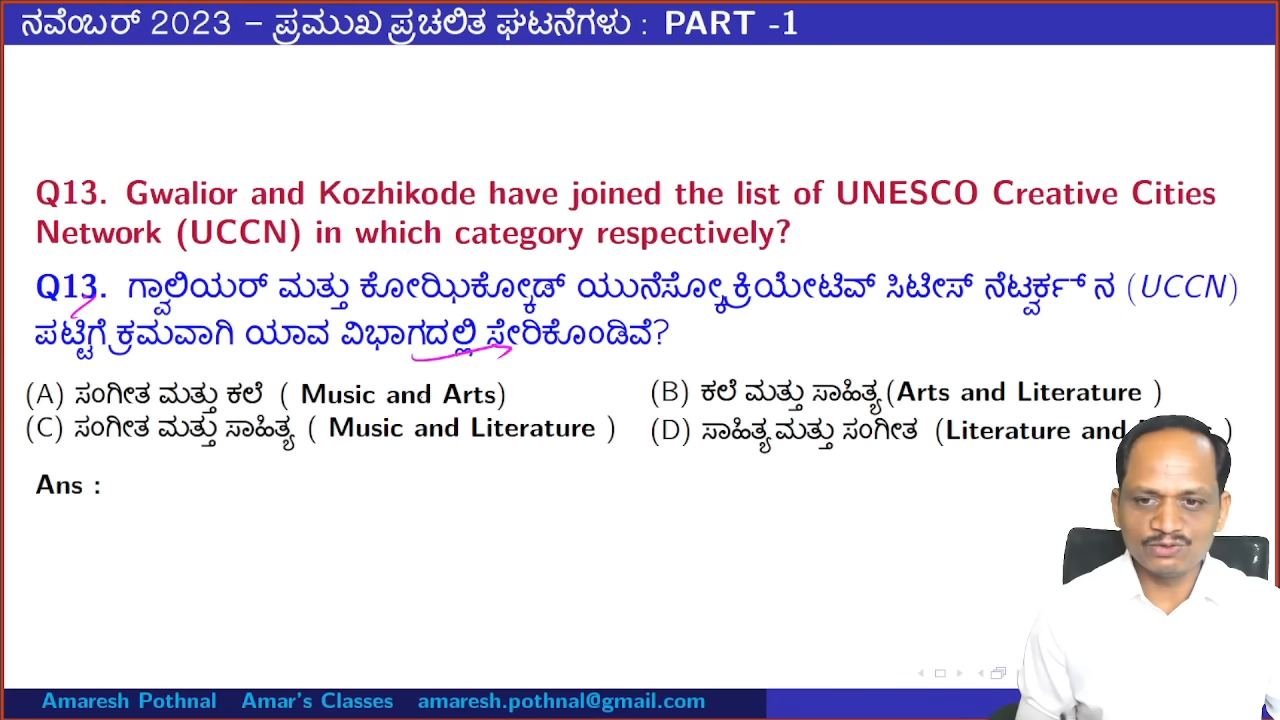 ನವೆಂಬರ್ 2023 – ಪ್ರಮುಖ ಪ್ರಚಲಿತ ಘಟನೆಗಳು : PART -1
Q13. Gwalior and Kozhikode have joined the list of UNESCO Creative Cities
Network (UCCN) in which category respectively?
Q13. ಗ್ವಾಲಿಯರ್ ಮತ್ತು ಕೋಝಿಕ್ಕೋಡ್ ಯುನೆಸ್ಕೋ ಕ್ರಿಯೇಟಿವ್ ಸಿಟೀಸ್ ನೆಟ್ವರ್ಕ್ ನ (UCCN)
ಪಟ್ಟಿಗೆ ಕ್ರಮವಾಗಿ ಯಾವ ವಿಭಾಗದಲ್ಲಿ ಸೇರಿಕೊಂಡಿವೆ?
(A) ಸಂಗೀತ ಮತ್ತು ಕಲೆ ( Music and Arts) (B) ಕಲೆ ಮತ್ತು ಸಾಹಿತ್ಯ (Arts and Literature )
(C) ಸಂಗೀತ ಮತ್ತು ಸಾಹಿತ್ಯ ( Music and Literature ) (D) ಸಾಹಿತ್ಯ ಮತ್ತು ಸಂಗೀತ (Literature and )
Ans :
Amaresh Pothnal Amar's Classes amaresh.pothnal@gmail.com